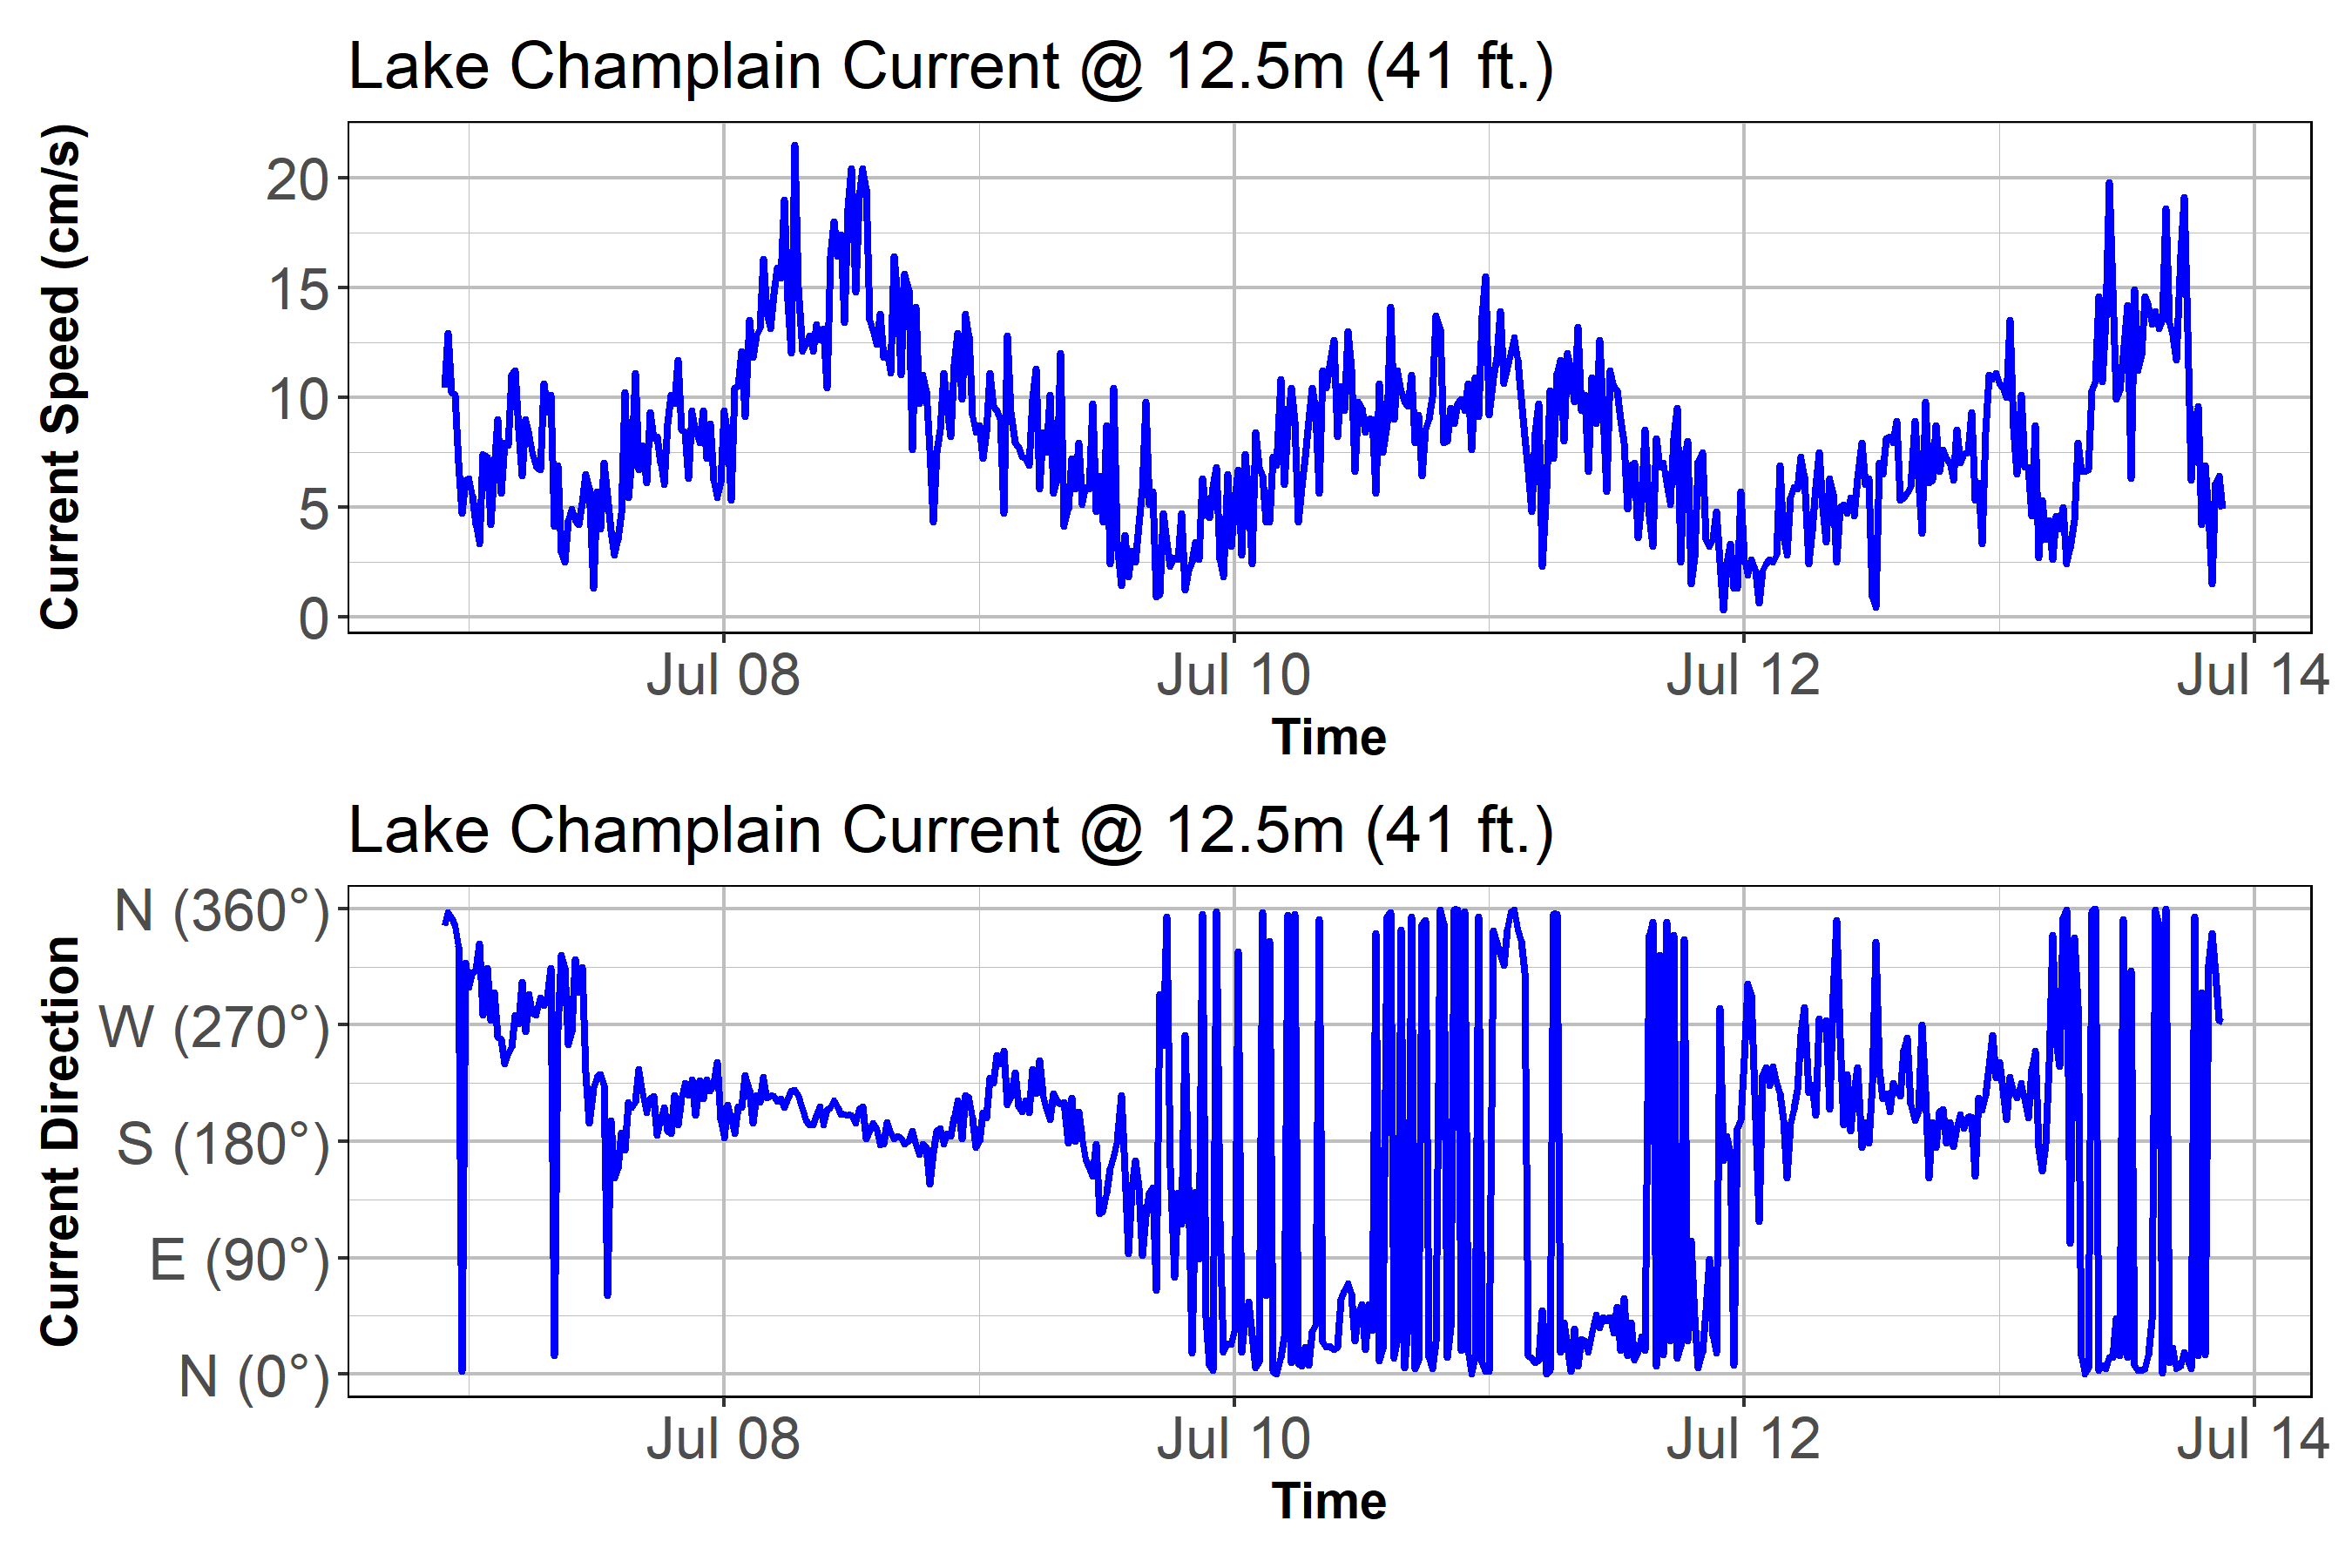 Lake Champlain Current @ 12.5m (41 ft.)
Current Speed (cm/s)
20
15
10
5
0
Jul 08 Jul 10 Jul 12 Jul 14
Time
Lake Champlain Current @ 12.5m (41 ft.)
Current Direction
N (360°)
W (270°)
S (180°)
E (90°)
N (0°)
Jul 08 Jul 10 Jul 12 Jul 14
Time